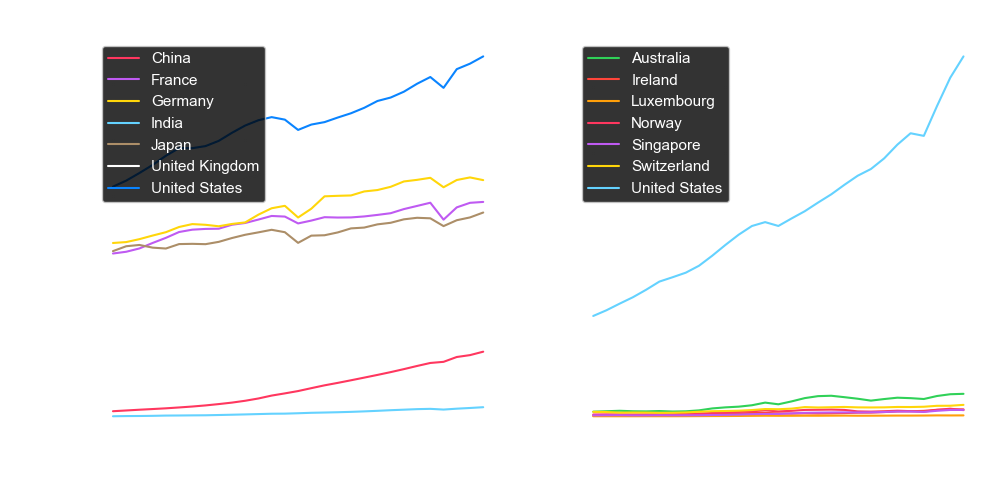 China
France
Germany
India
Japan
United Kingdom
United States
Australia
Ireland
Luxembourg
Norway
Singapore
Switzerland
United States